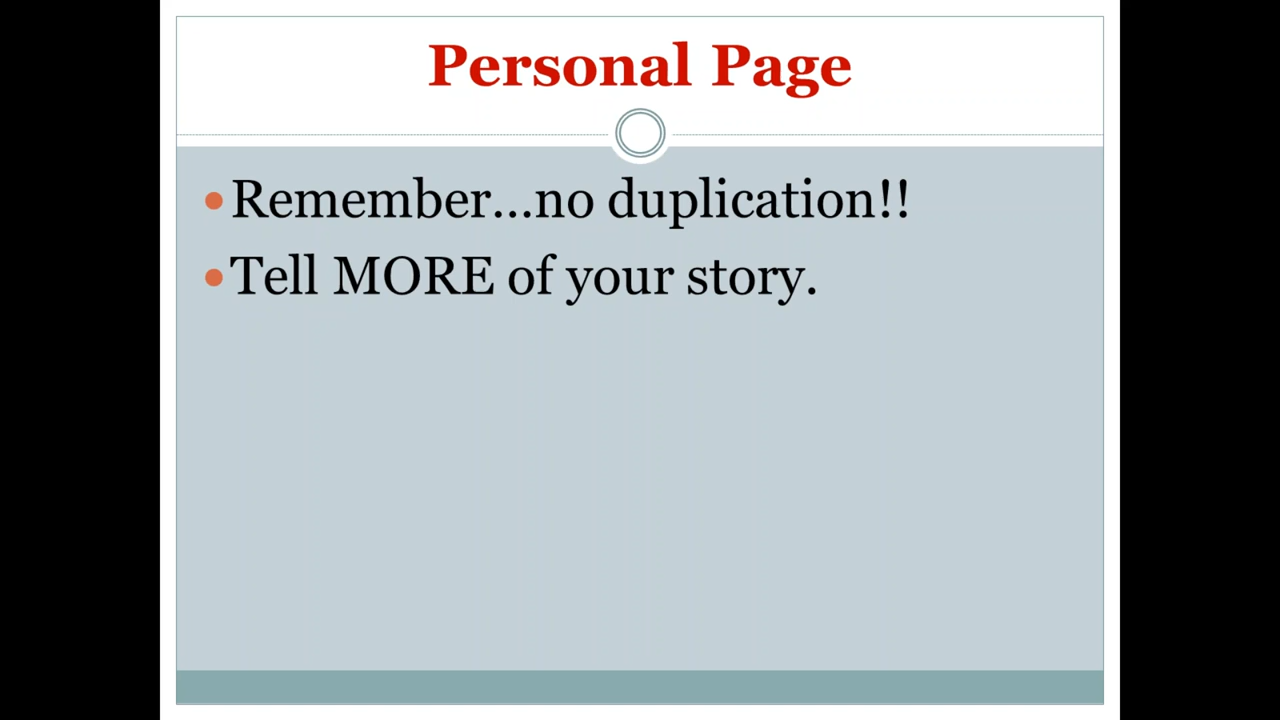 Personal Page
Remember...no duplication!!
Tell MORE of your story.